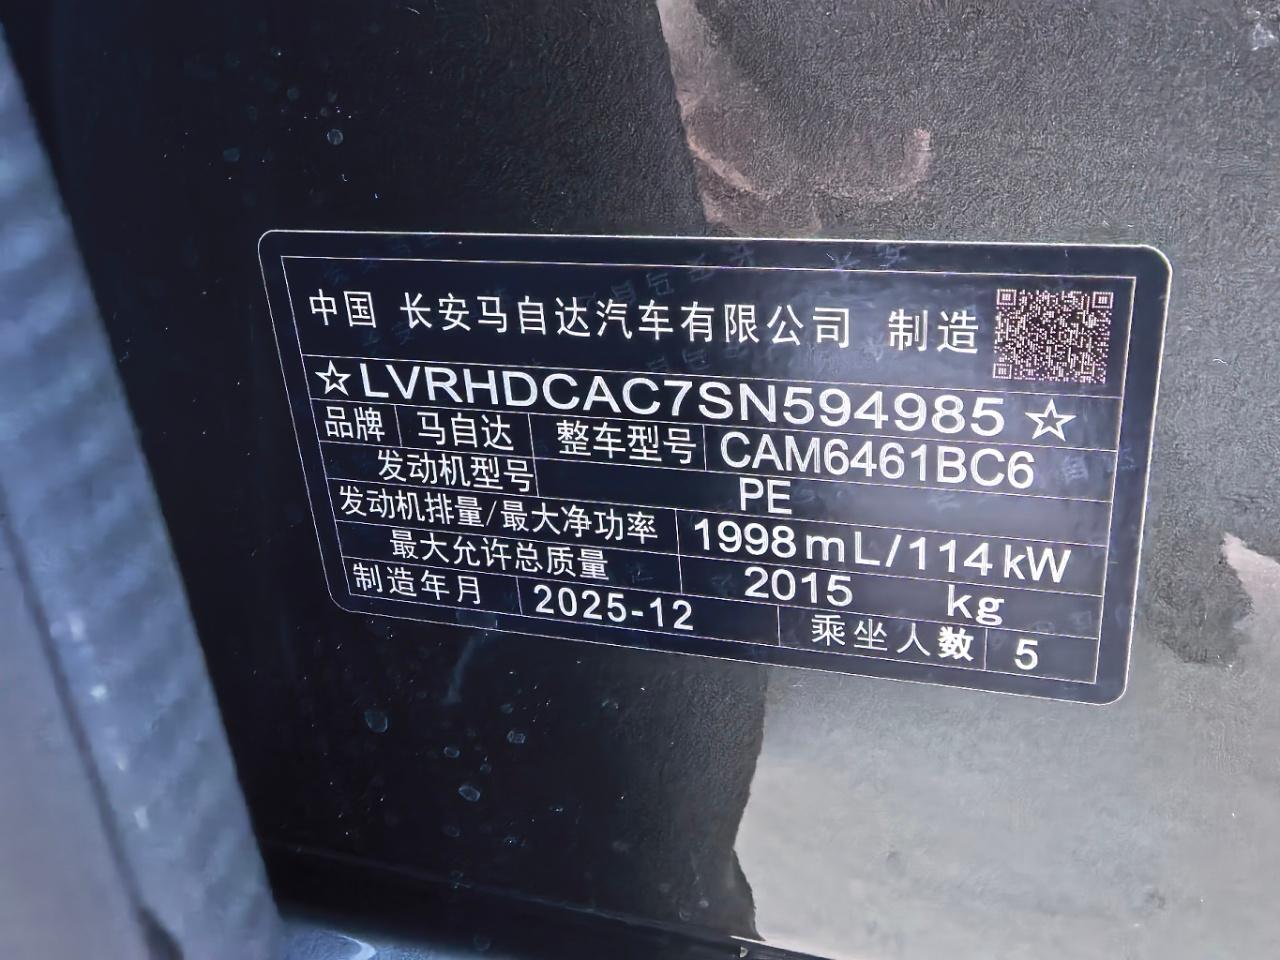 中国 长安马自达汽车有限公司 制造
☆LVRHDCAC7SN594985☆
品牌 马自达 整车型号 CAM6461BC6
发动机型号 PE
发动机排量/最大净功率 1998mL/114kW
最大允许总质量 2015 kg
制造年月 2025-12 乘坐人数 5